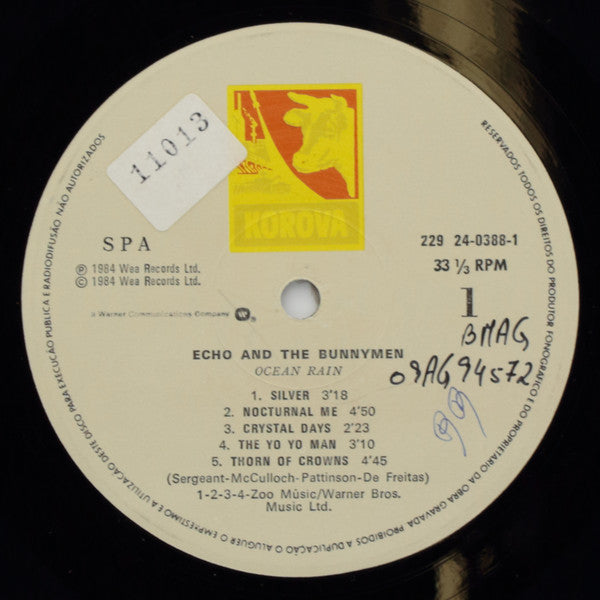 RESERVADOS TODOS OS DIREITOS DO PRODUTOR FONOGRÁFICO E DO PROPRIETÁRIO DA OBRA GRAVADA PROIBIDOS A DUPLICAÇÃO O ALUGUER O EMPRÉSTIMO E A UTILIZAÇÃO DESTE DISCO PARA EXECUÇÃO PÚBLICA E RADIODIFUSÃO NÃO AUTORIZADOS
11013
KOROVA
SPA
℗ 1984 Wea Records Ltd.
© 1984 Wea Records Ltd.
a Warner Communications Company
229 24-0388-1
33 ⅓ RPM
1
BMAG
09AG94572
99
ECHO AND THE BUNNYMEN
OCEAN RAIN
1. SILVER 3'18
2. NOCTURNAL ME 4'50
3. CRYSTAL DAYS 2'23
4. THE YO YO MAN 3'10
5. THORN OF CROWNS 4'45
(Sergeant-McCulloch-Pattinson-De Freitas)
1-2-3-4-Zoo Mûsic/Warner Bros.
Music Ltd.